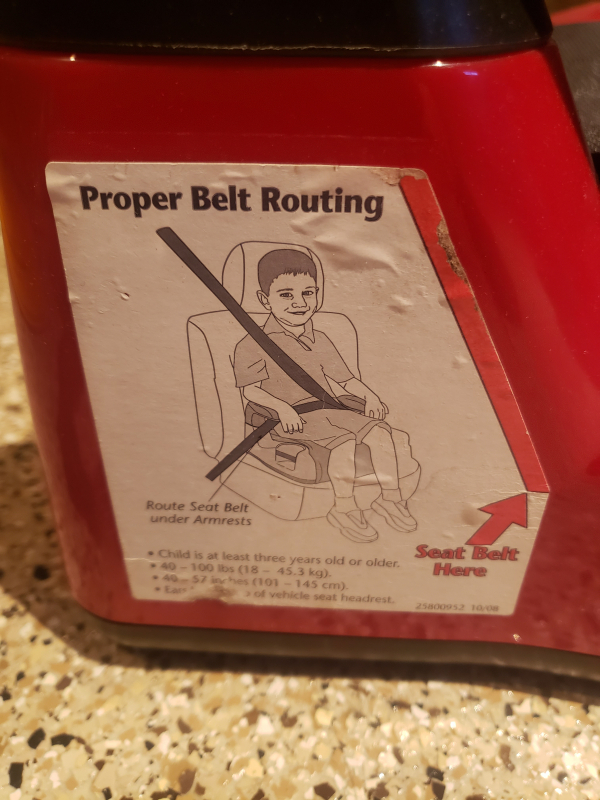 Proper Belt Routing
Route Seat Belt
under Armrests
• Child is at least three years old or older.
• 40 - 100 lbs (18 - 45.3 kg).
• 40 - 57 inches (101 - 145 cm).
• of vehicle seat headrest.
Seat Belt
Here
25800952 10/08